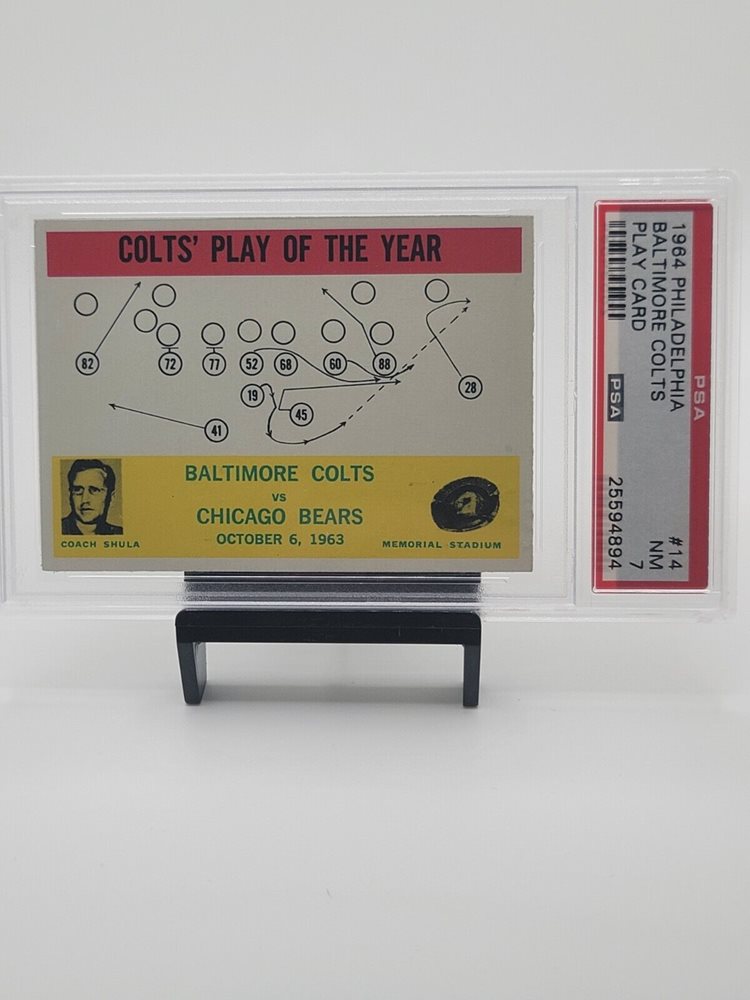 COLTS' PLAY OF THE YEAR
82
72
77
52
68
60
88
28
19
45
41
BALTIMORE COLTS
VS
CHICAGO BEARS
OCTOBER 6, 1963
COACH SHULA
MEMORIAL STADIUM
PSA
1964 PHILADELPHIA #14
BALTIMORE COLTS NM
PLAY CARD 7
PSA 25594894